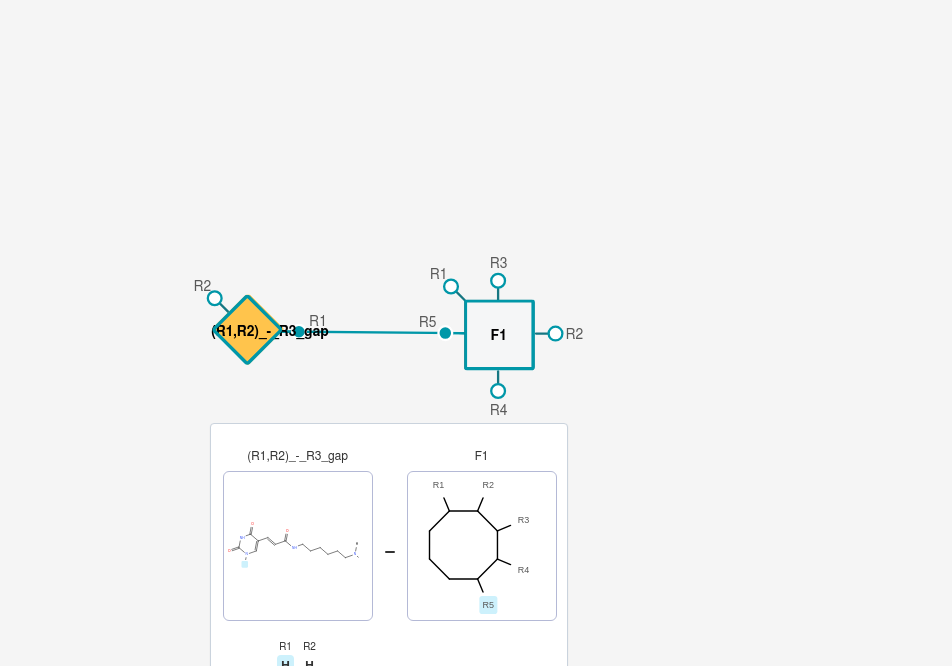 R3
R1
R2
R1
R5
(R1,R2)_-_R3_gap
F1
R2
R4
(R1,R2)_-_R3_gap
F1
R1 R2
R3
R4
R5
R1 R2
H H